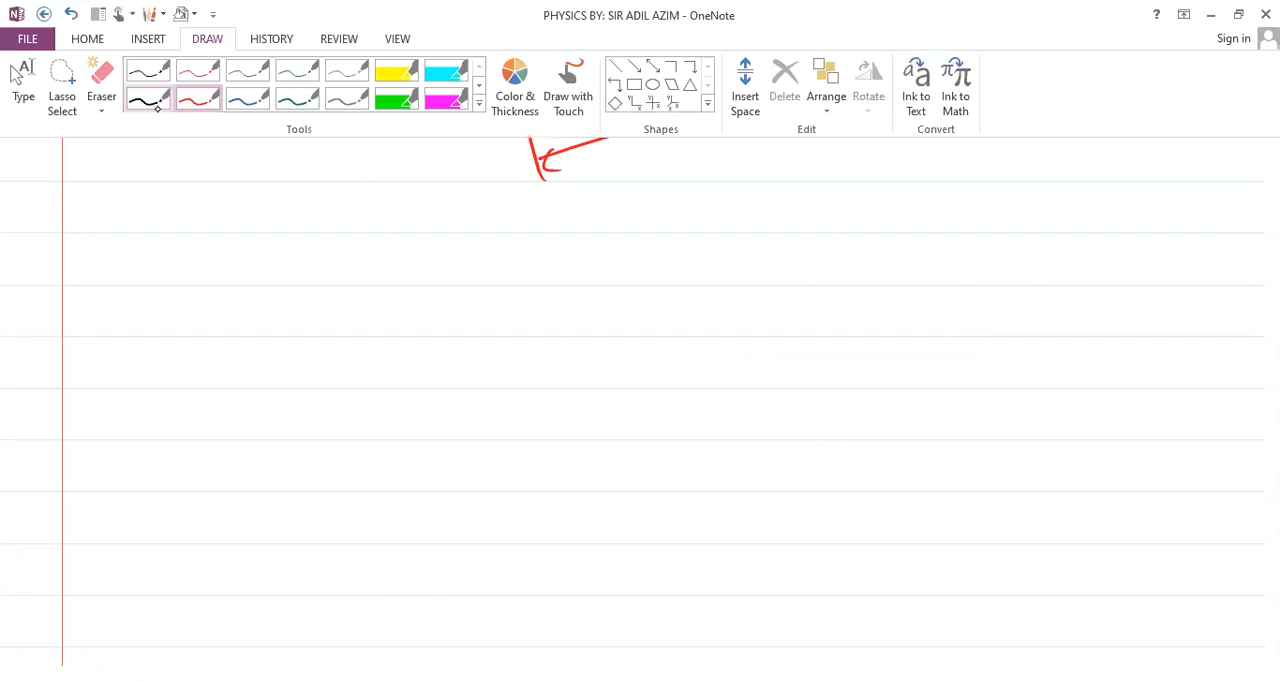 PHYSICS BY: SIR ADIL AZIM - OneNote
?
FILE HOME INSERT DRAW HISTORY REVIEW VIEW
Sign in
Type
Lasso Select
Eraser
Color & Thickness
Draw with Touch
Insert Space
Delete
Arrange
Rotate
Ink to Text
Ink to Math
Tools
Shapes
Edit
Convert